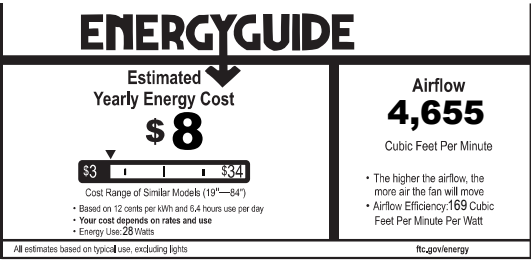 ENERGYGUIDE
Estimated
Yearly Energy Cost
$8
$3 $34
Cost Range of Similar Models (19"—84")
• Based on 12 cents per kWh and 6.4 hours use per day
• Your cost depends on rates and use
• Energy Use:28 Watts
Airflow
4,655
Cubic Feet Per Minute
• The higher the airflow, the
more air the fan will move
• Airflow Efficiency:169 Cubic
Feet Per Minute Per Watt
All estimates based on typical use, excluding lights
ftc.gov/energy